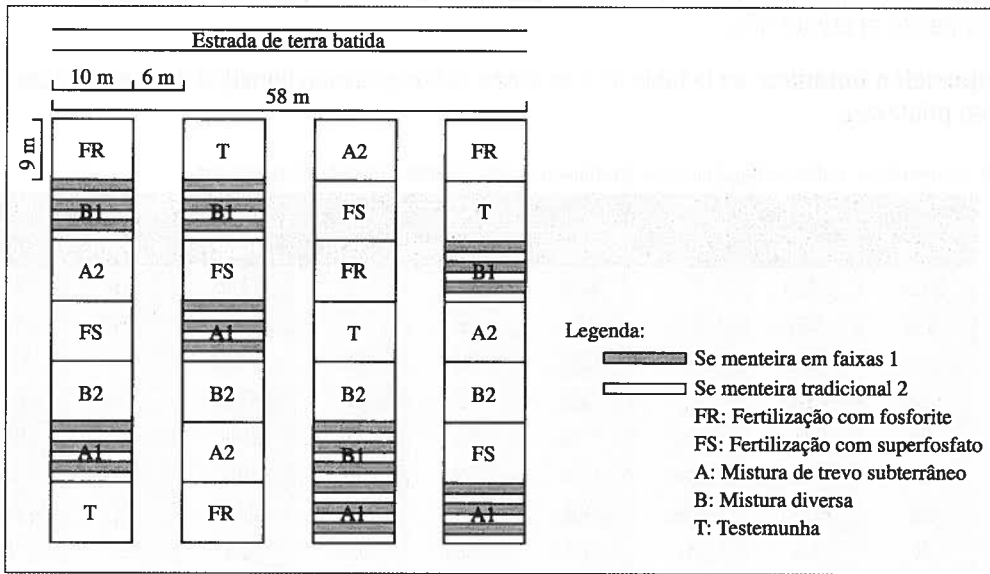 Estrada de terra batida
10 m 6 m
58 m
9 m
FR T A2 FR
B1 B1 FS T
A2 FS FR B1
FS A1 T A2
B2 B2 B2 B2
A1 A2 B1 FS
T FR A1 A1
Legenda:
Se menteira em faixas 1
Se menteira tradicional 2
FR: Fertilização com fosforite
FS: Fertilização com superfosfato
A: Mistura de trevo subterrâneo
B: Mistura diversa
T: Testemunha